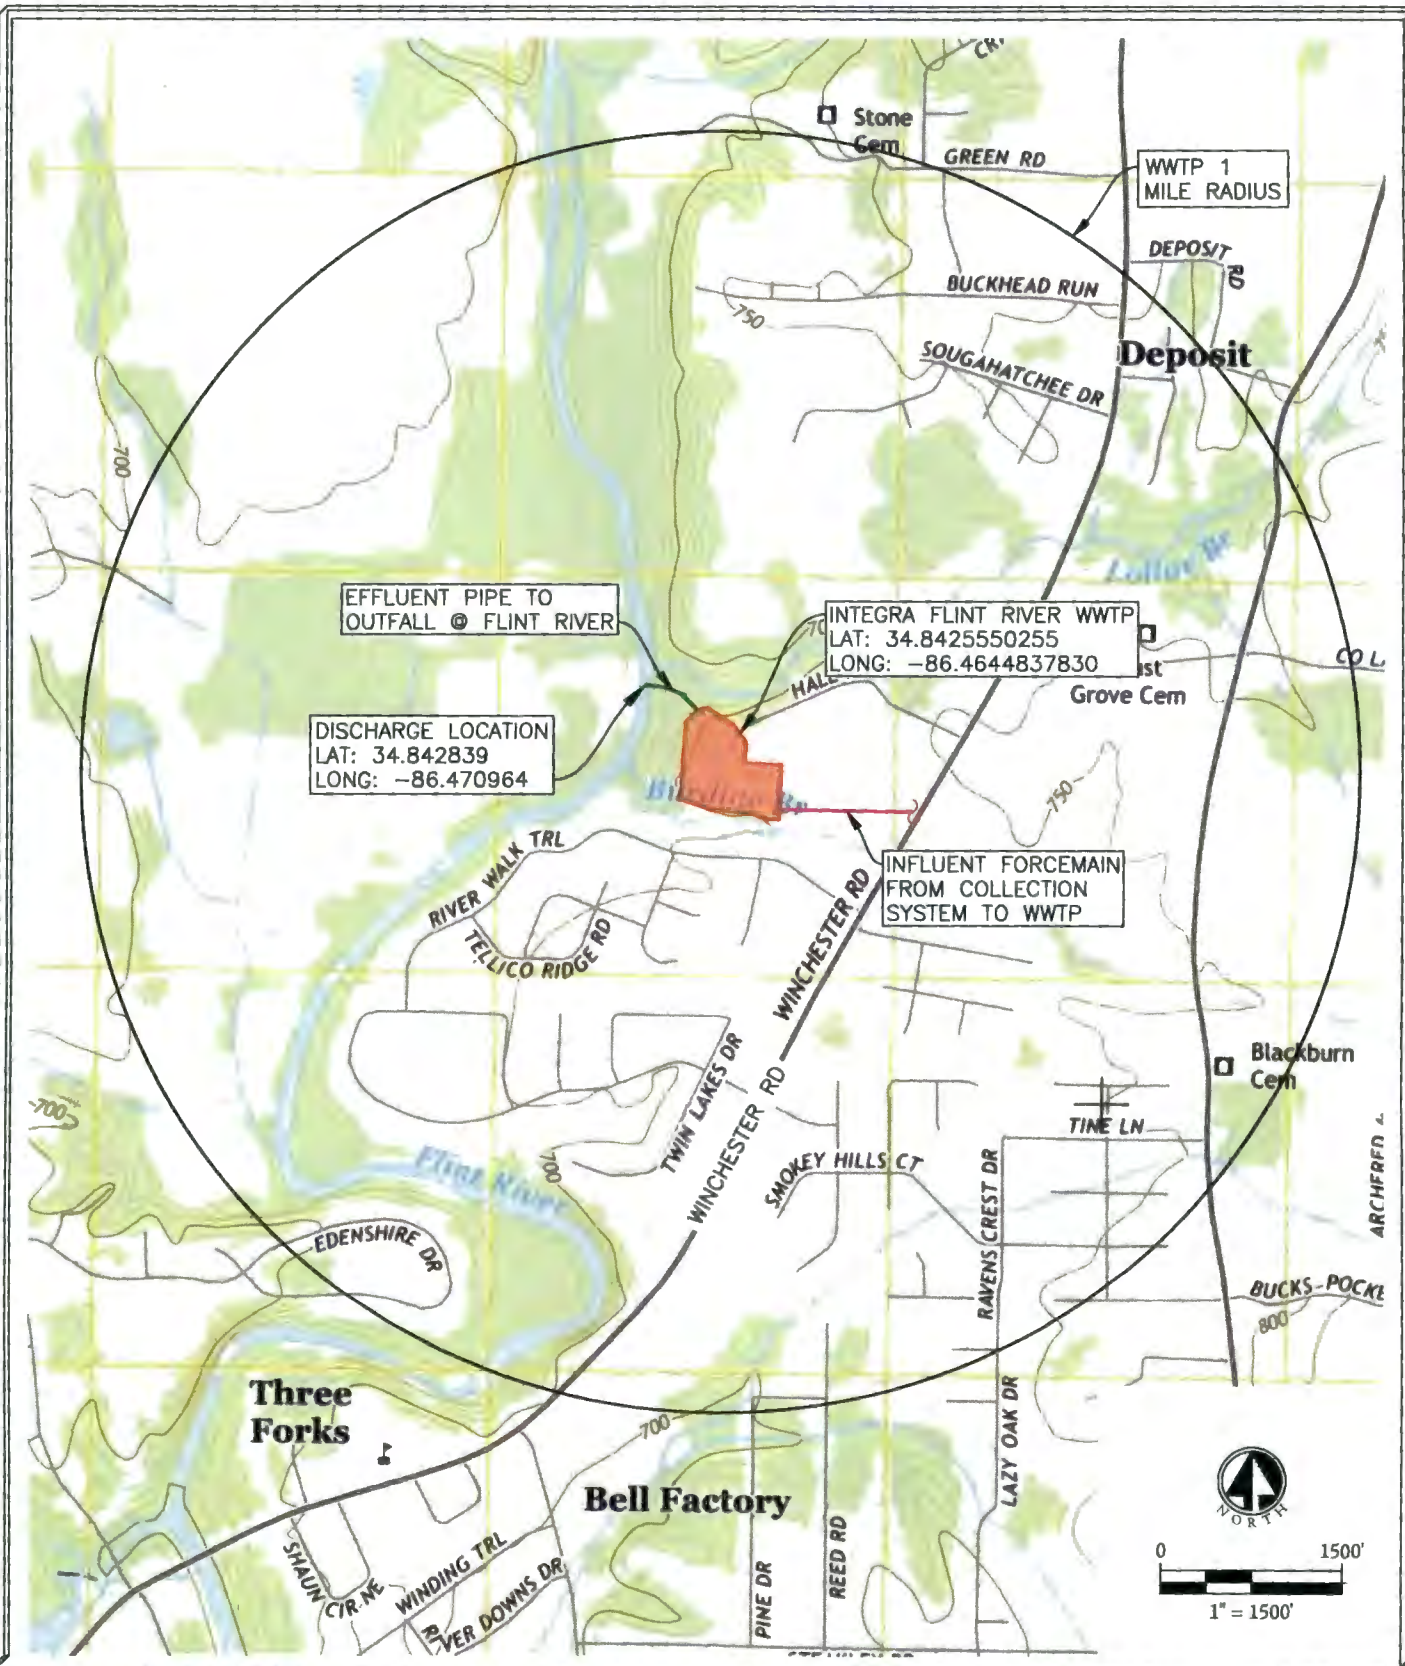 Stone
Cem
GREEN RD
WWTP 1
MILE RADIUS
DEPOSIT
RD
BUCKHEAD RUN
750
SOUGAHATCHEE DR
Deposit
700
EFFLUENT PIPE TO
OUTFALL @ FLINT RIVER
INTEGRA FLINT RIVER WWTP
LAT: 34.8425550255
LONG: -86.4644837830
Grove Cem
DISCHARGE LOCATION
LAT: 34.842839
LONG: -86.470964
750
INFLUENT FORCEMAIN
FROM COLLECTION
SYSTEM TO WWTP
RIVER WALK TRL
TELLICO RIDGE RD
WINCHESTER RD
WINCHESTER RD
TWIN LAKES DR
Blackburn
Cem
700
TINE LN
Flint River
700
SMOKEY HILLS CT
RAVENS CREST DR
EDENSHIRE DR
BUCKS-POCKE
800
Three
Forks
700
LAZY OAK DR
Bell Factory
NORTH
SHAUN
CIR-NE
WINDING TRL
RIVER DOWNS DR
PINE DR
REED RD
0 1500'
1" = 1500'